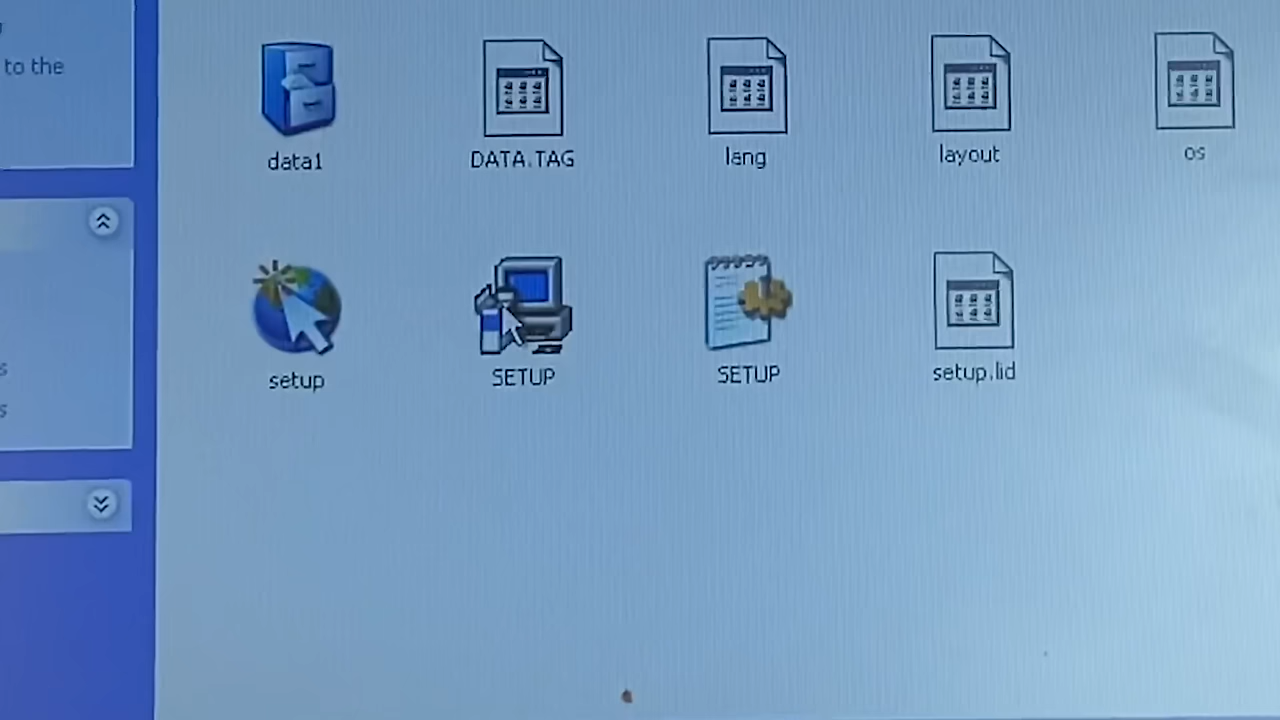 to the
data1
DATA.TAG
lang
layout
os
setup
SETUP
SETUP
setup.lid